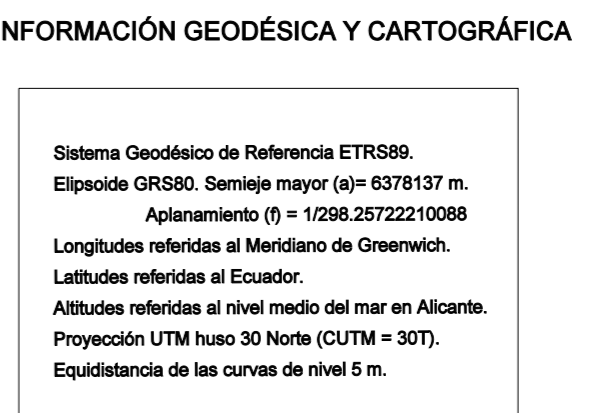 NFORMACIÓN GEODÉSICA Y CARTOGRÁFICA
Sistema Geodésico de Referencia ETRS89.
Elipsoide GRS80. Semieje mayor (a)= 6378137 m.
Aplanamiento (f) = 1/298.25722210088
Longitudes referidas al Meridiano de Greenwich.
Latitudes referidas al Ecuador.
Altitudes referidas al nivel medio del mar en Alicante.
Proyección UTM huso 30 Norte (CUTM = 30T).
Equidistancia de las curvas de nivel 5 m.